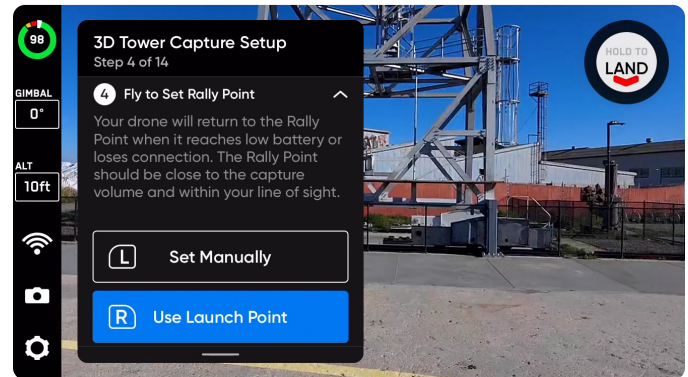 98
GIMBAL
0°
ALT
10ft
3D Tower Capture Setup
Step 4 of 14
4 Fly to Set Rally Point
Your drone will return to the Rally
Point when it reaches low battery or
loses connection. The Rally Point
should be close to the capture
volume and within your line of sight.
L Set Manually
R Use Launch Point
HOLD TO
LAND